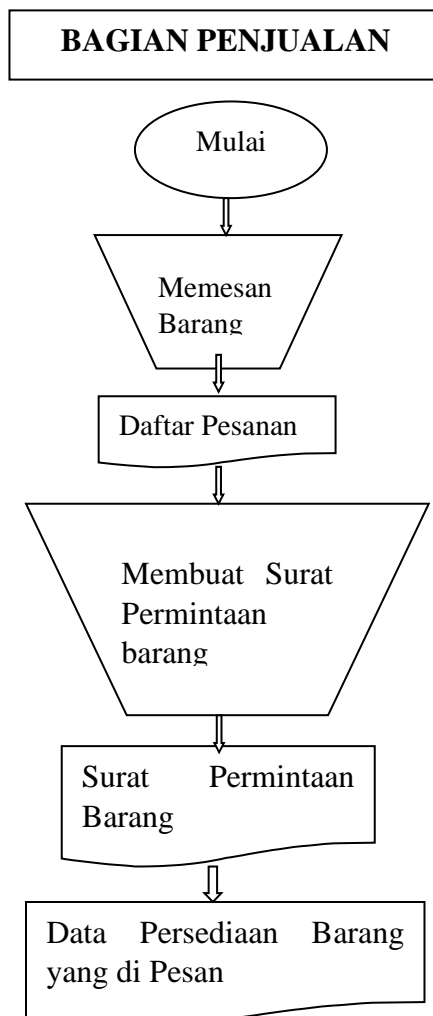 BAGIAN PENJUALAN
Mulai
Memesan
Barang
Daftar Pesanan
Membuat Surat
Permintaan
barang
Surat Permintaan
Barang
Data Persediaan Barang
yang di Pesan